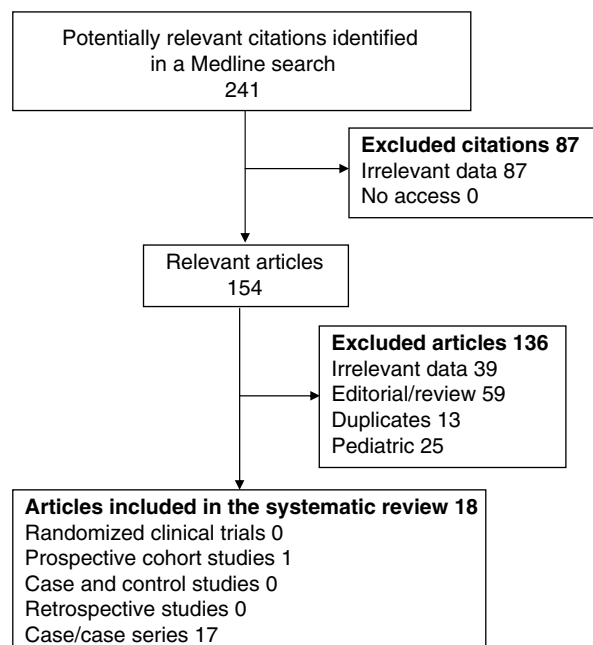 Potentially relevant citations identified
in a Medline search
241
Excluded citations 87
Irrelevant data 87
No access 0
Relevant articles
154
Excluded articles 136
Irrelevant data 39
Editorial/review 59
Duplicates 13
Pediatric 25
Articles included in the systematic review 18
Randomized clinical trials 0
Prospective cohort studies 1
Case and control studies 0
Retrospective studies 0
Case/case series 17